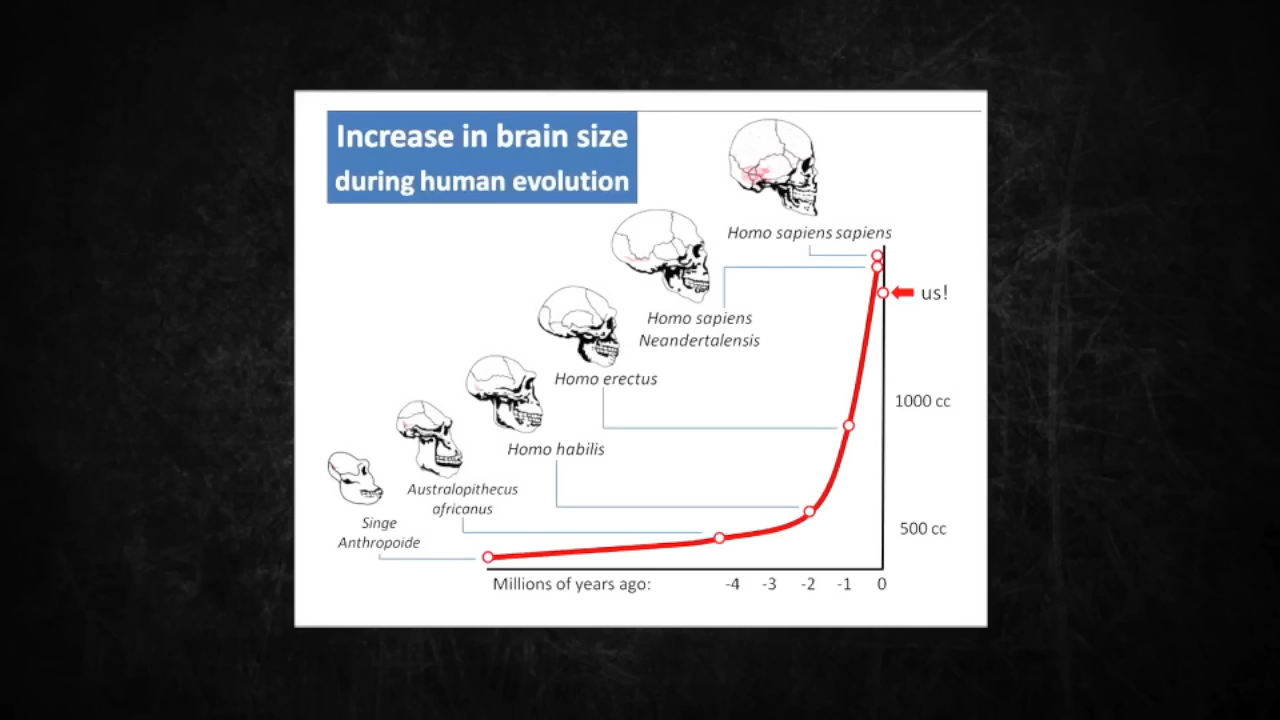 Increase in brain size
during human evolution
Homo sapiens sapiens
us!
Homo sapiens
Neandertalensis
Homo erectus
1000 cc
Homo habilis
Australopithecus
africanus
Singe
Anthropoide
500 cc
Millions of years ago: -4 -3 -2 -1 0